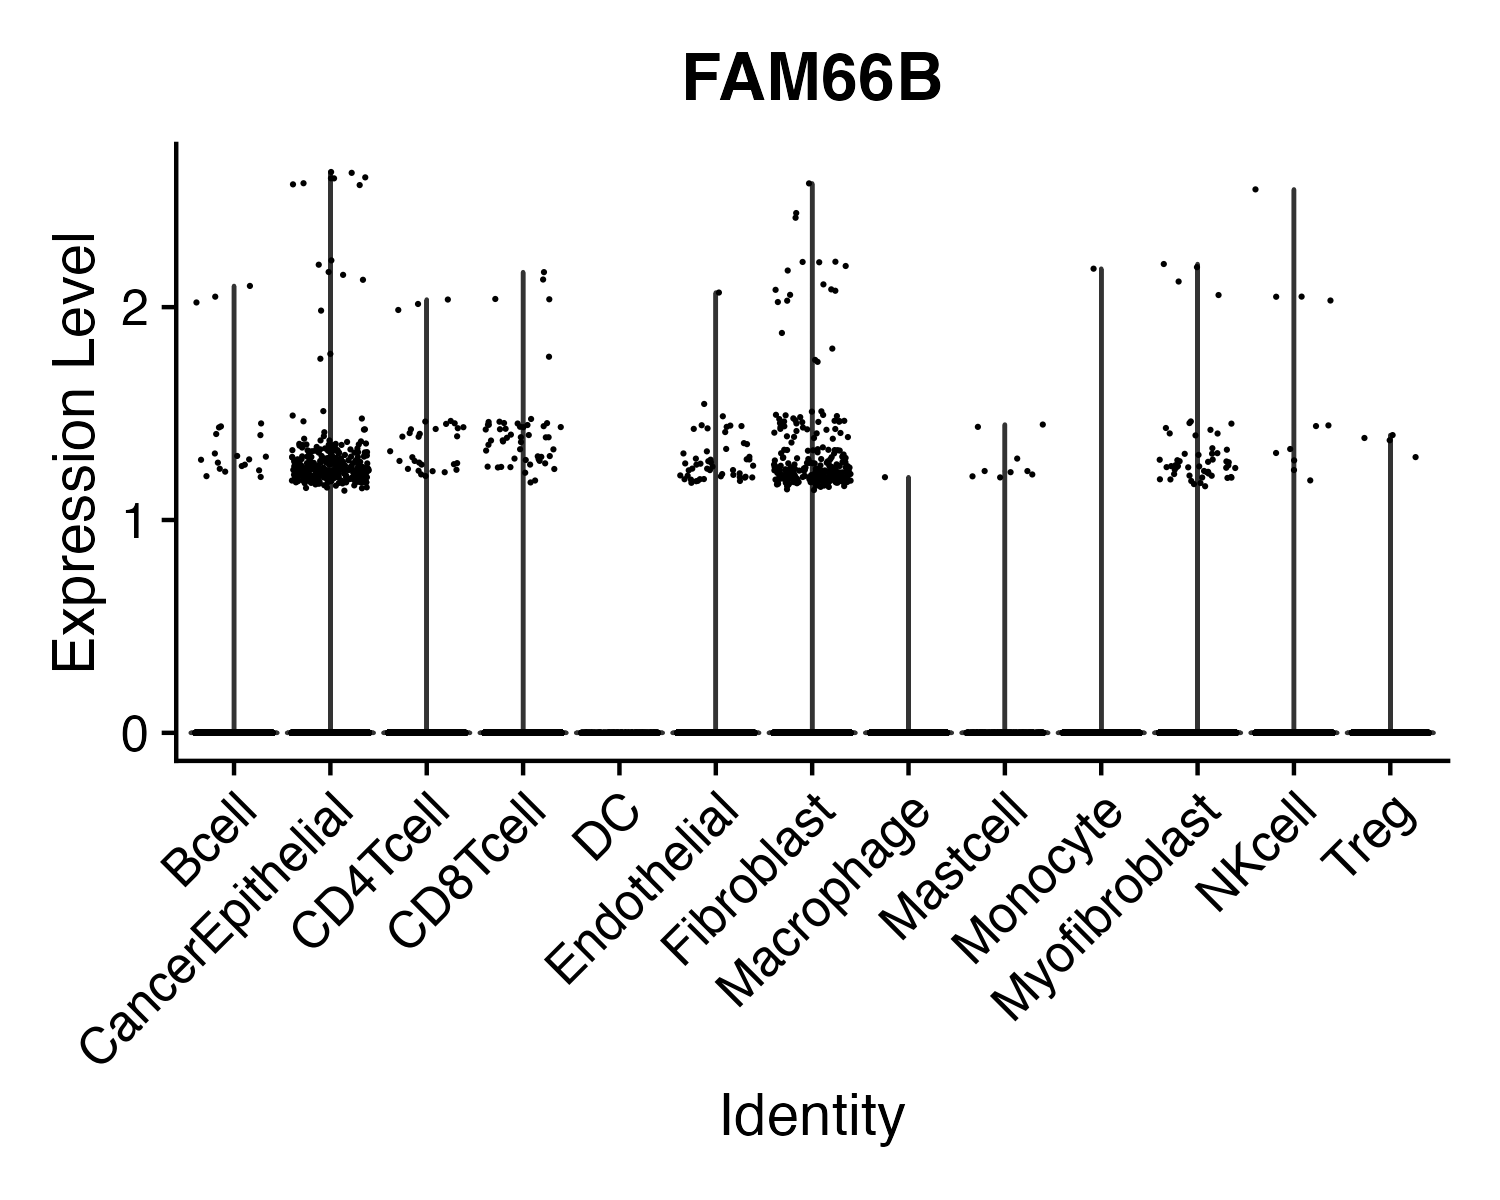 FAM66B
Expression Level
2
1
0
Bcell
CancerEpithelial
CD4Tcell
CD8Tcell
DC
Endothelial
Fibroblast
Macrophage
Mastcell
Monocyte
Myofibroblast
NKcell
Treg
Identity